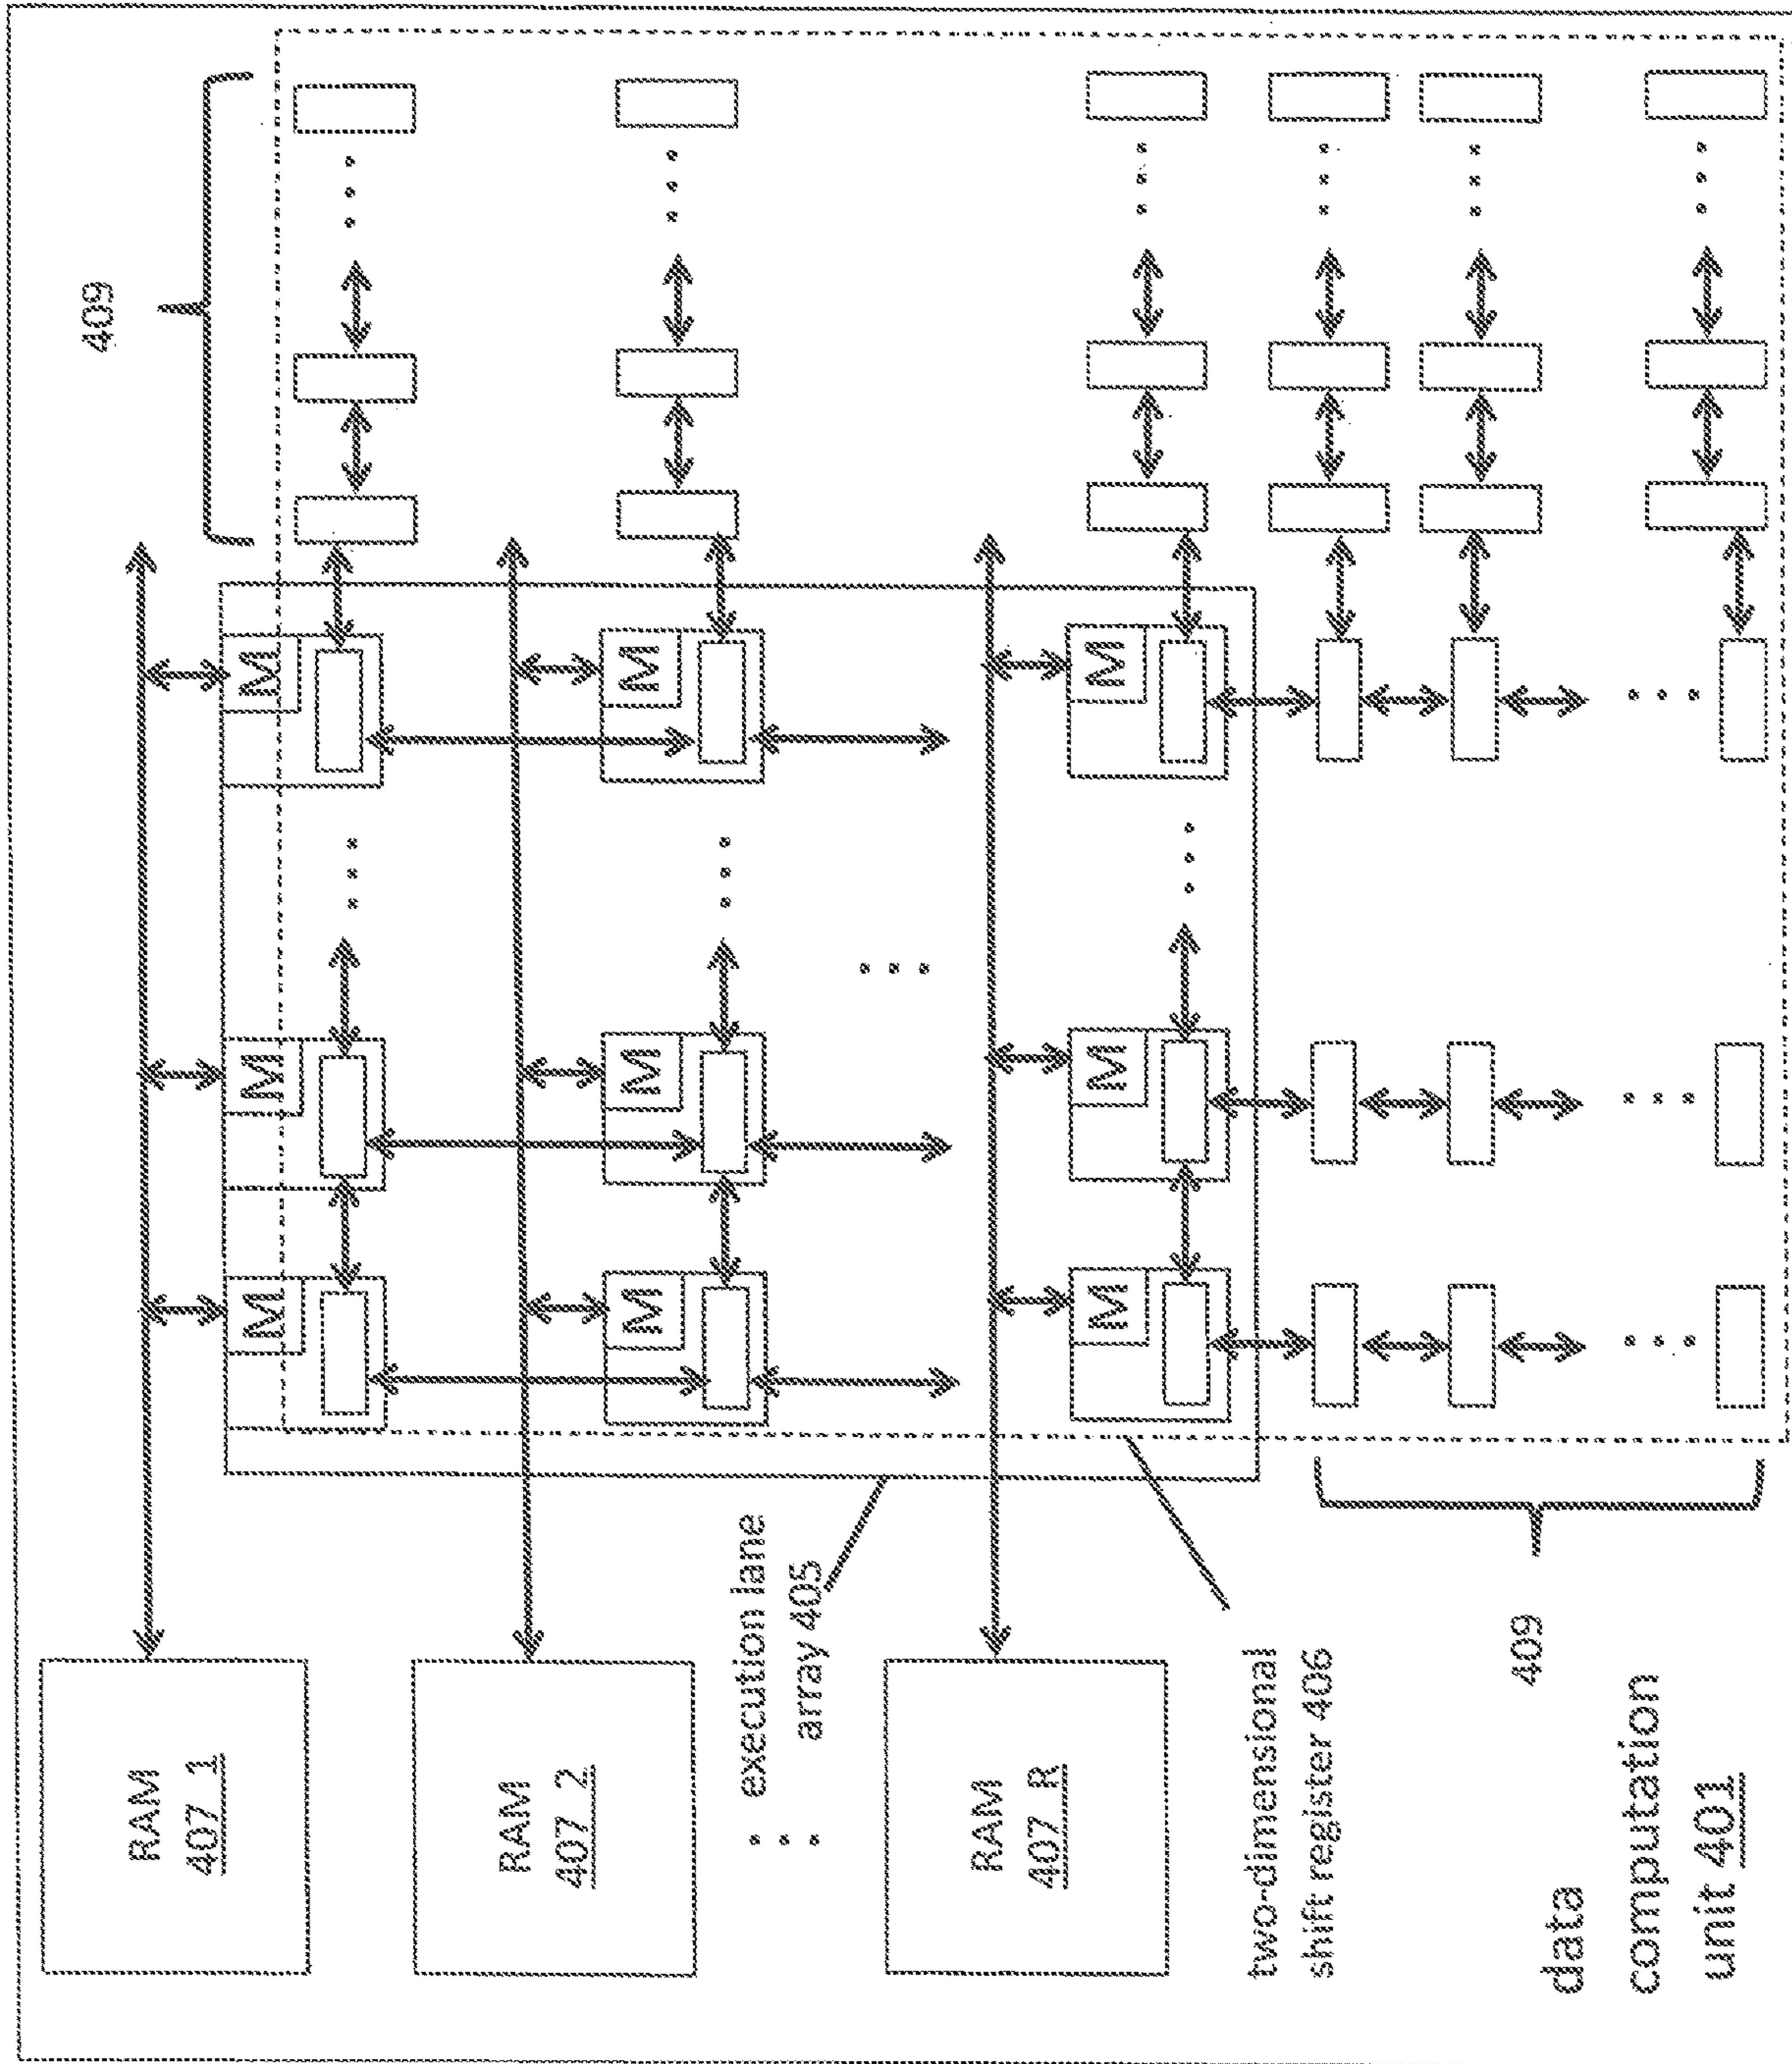 409
RAM
407_1
M
M
M
RAM
407_2
M
M
M
execution lane
array 405
RAM
407_R
M
M
M
two-dimensional
shift register 406
409
data
computation
unit 401